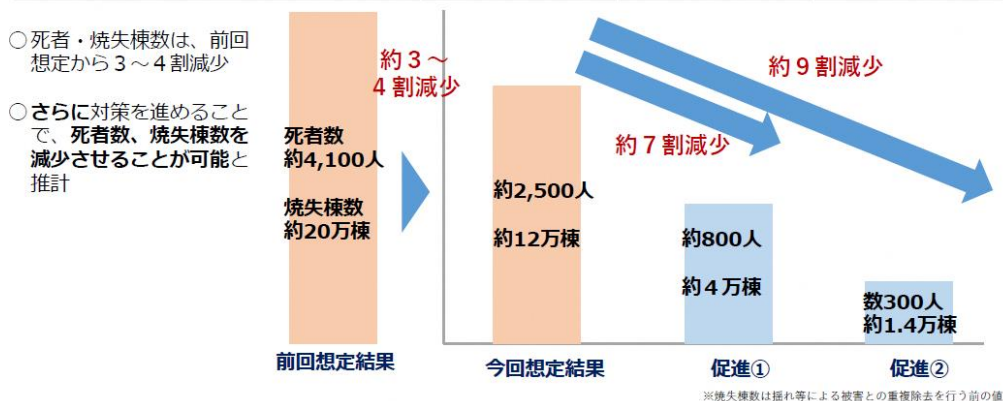 ○死者・焼失棟数は、前回
想定から３～４割減少
○さらに対策を進めること
で、死者数、焼失棟数を
減少させることが可能と
推計
死者数
約4,100人
焼失棟数
約20万棟
前回想定結果
約３～
４割減少
約2,500人
約12万棟
今回想定結果
約７割減少
約９割減少
約800人
約４万棟
促進①
数300人
約1.4万棟
促進②
※焼失棟数は揺れ等による被害との重複除去を行う前の値